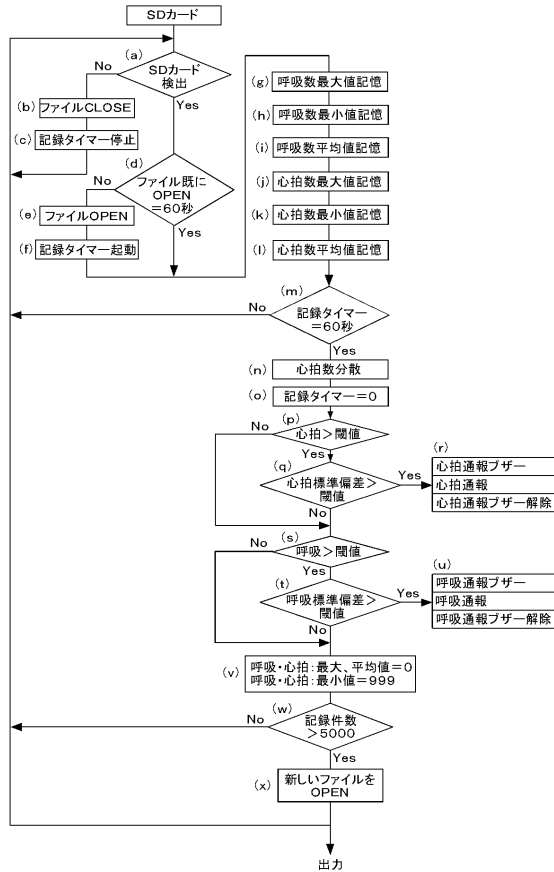 SDカード
(a)
No
SDカード
検出
(b)
ファイルCLOSE
Yes
(c)
記録タイマー停止
(d)
No
ファイル既に
OPEN
=60秒
(e)
ファイルOPEN
Yes
(f)
記録タイマー起動
(g)
呼吸数最大値記憶
(h)
呼吸数最小値記憶
(i)
呼吸数平均値記憶
(j)
心拍数最大値記憶
(k)
心拍数最小値記憶
(l)
心拍数平均値記憶
(m)
No
記録タイマー
=60秒
Yes
(n)
心拍数分散
(o)
記録タイマー=0
(p)
No
心拍>閾値
Yes
(q)
心拍標準偏差>
閾値
Yes
No
(r)
心拍通報ブザー
心拍通報
心拍通報ブザー解除
(s)
No
呼吸>閾値
Yes
(t)
呼吸標準偏差>
閾値
Yes
No
(u)
呼吸通報ブザー
呼吸通報
呼吸通報ブザー解除
(v)
呼吸・心拍:最大、平均値=0
呼吸・心拍:最小値=999
(w)
No
記録件数
>5000
Yes
(x)
新しいファイルを
OPEN
出力